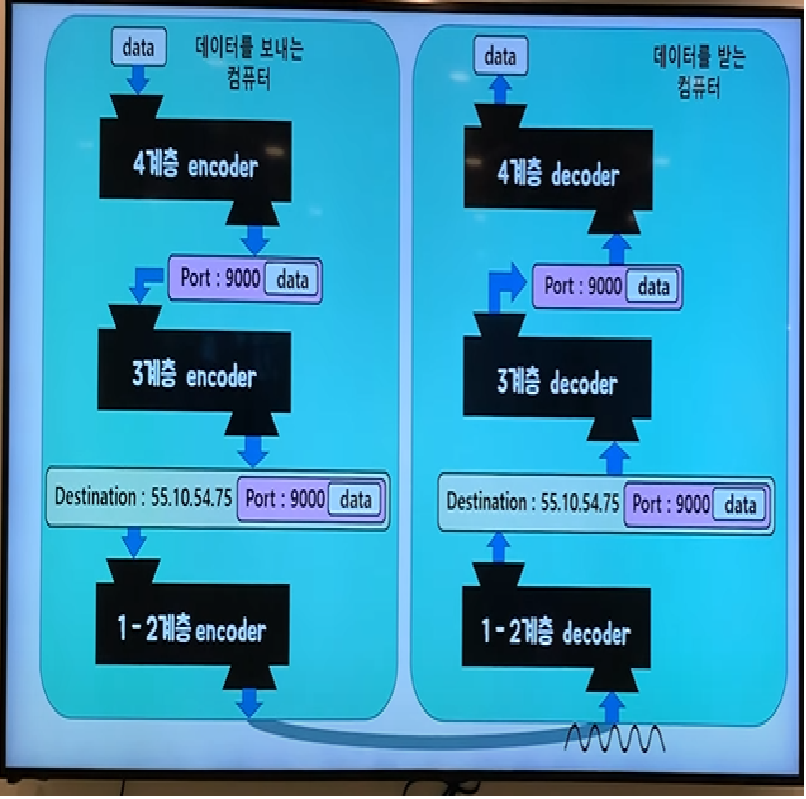 데이터를 보내는
컴퓨터
data
4계층 encoder
Port : 9000 data
3계층 encoder
Destination : 55.10.54.75 Port : 9000 data
1 - 2계층 encoder
데이터를 받는
컴퓨터
data
4계층 decoder
Port : 9000 data
3계층 decoder
Destination : 55.10.54.75 Port : 9000 data
1 - 2계층 decoder